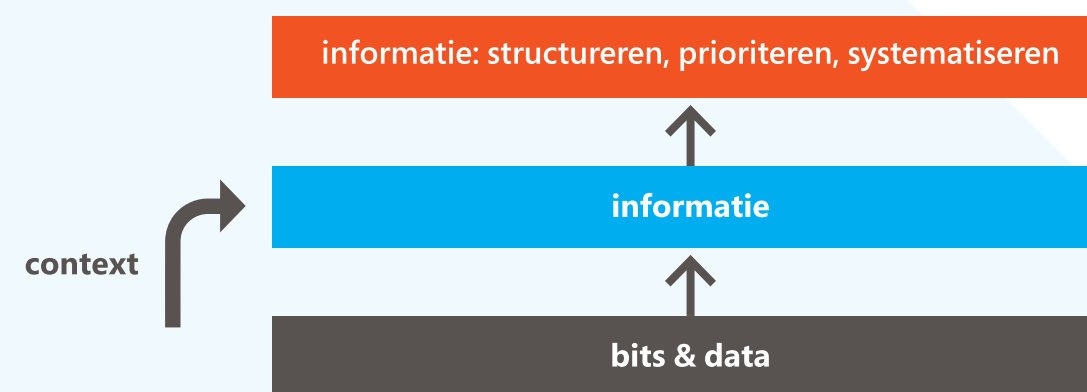 informatie: structureren, prioriteren, systematiseren
informatie
context
bits & data